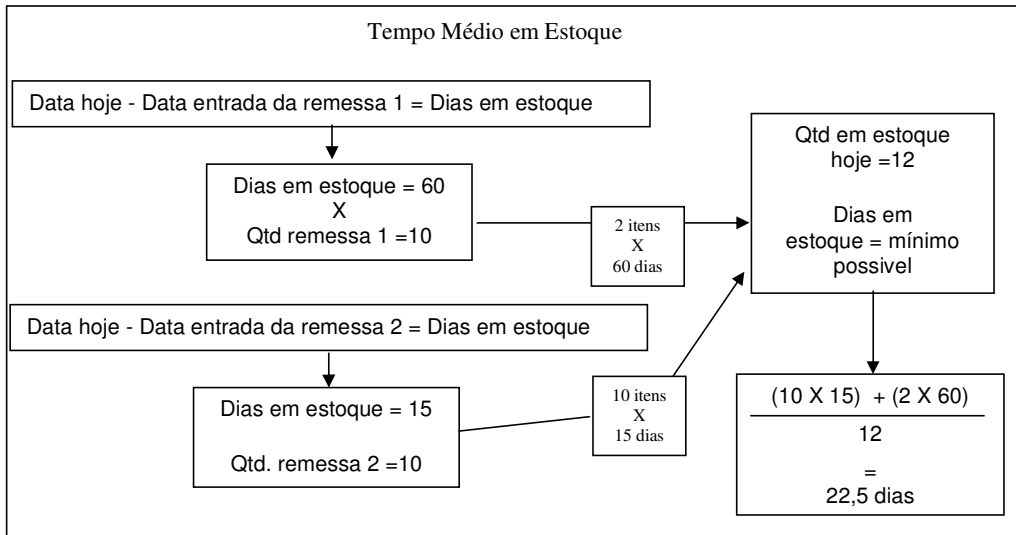 Tempo Médio em Estoque
Data hoje - Data entrada da remessa 1 = Dias em estoque
Dias em estoque = 60
X
Qtd remessa 1 =10
2 itens
X
60 dias
Qtd em estoque
hoje =12
Dias em
estoque = mínimo
possivel
Data hoje - Data entrada da remessa 2 = Dias em estoque
Dias em estoque = 15
Qtd. remessa 2 =10
10 itens
X
15 dias
(10 X 15) + (2 X 60)
12
=
22,5 dias